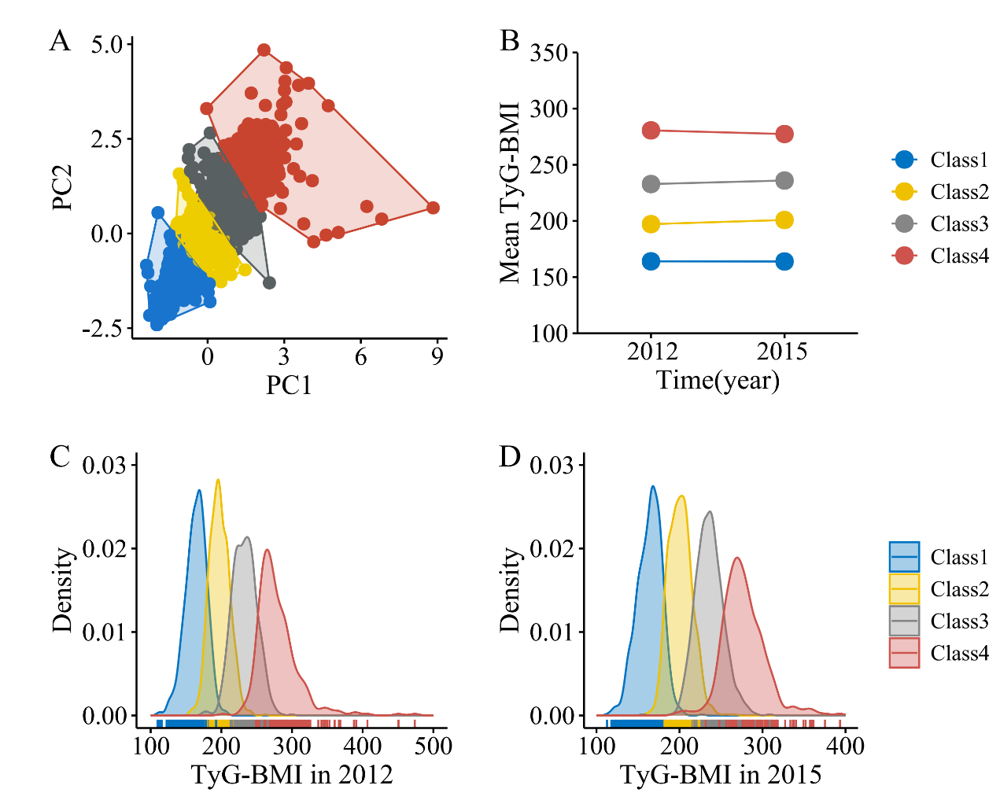 A
5.0
2.5
0.0
-2.5
PC2
0 3 6 9
PC1
B
350
300
250
200
150
100
Mean TyG-BMI
2012 2015
Time(year)
Class1
Class2
Class3
Class4
C
0.03
0.02
0.01
0.00
Density
100 200 300 400 500
TyG-BMI in 2012
D
0.03
0.02
0.01
0.00
Density
100 200 300 400
TyG-BMI in 2015
Class1
Class2
Class3
Class4